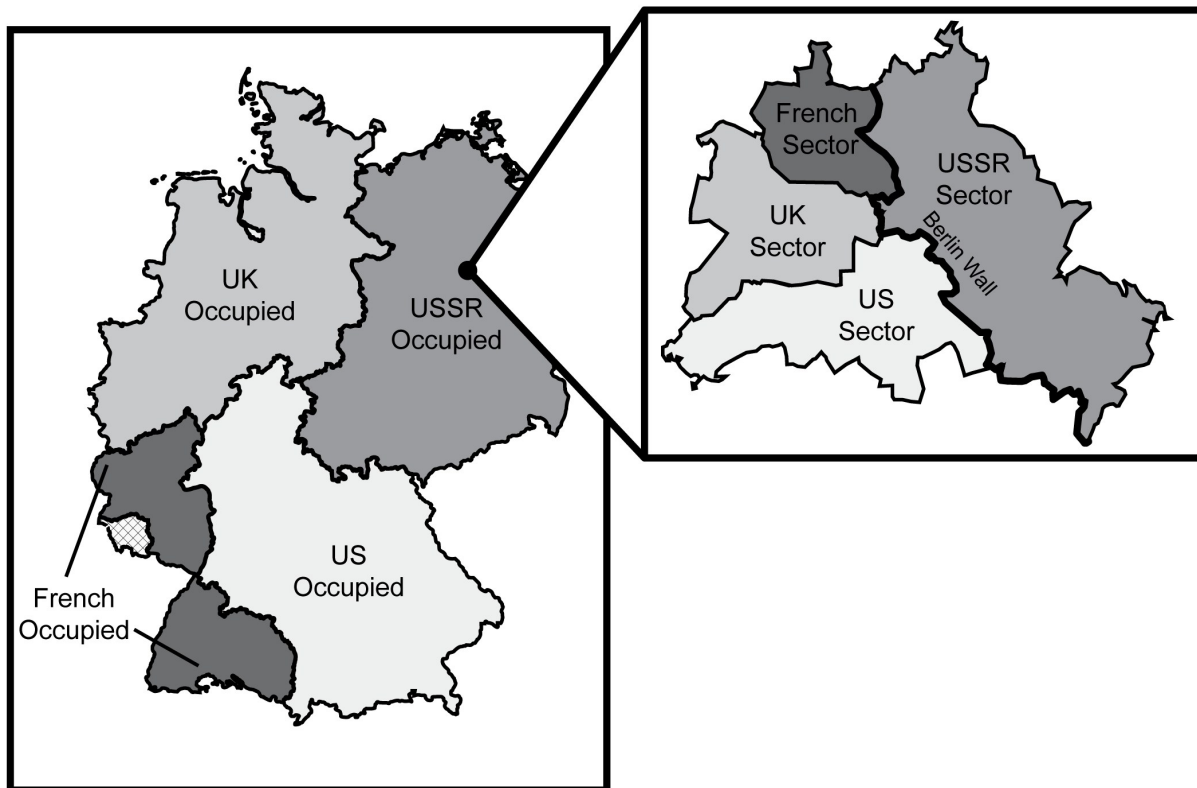 UK
Occupied
USSR
Occupied
US
Occupied
French
Occupied
French
Sector
USSR
Sector
UK
Sector
Berlin Wall
US
Sector